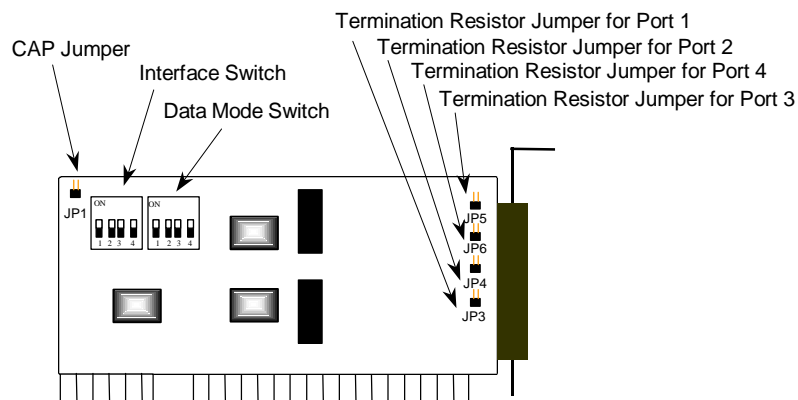 Termination Resistor Jumper for Port 1
Termination Resistor Jumper for Port 2
Termination Resistor Jumper for Port 4
Termination Resistor Jumper for Port 3
CAP Jumper
Interface Switch
Data Mode Switch
JP1
ON
1 2 3 4
ON
1 2 3 4
JP5
JP6
JP4
JP3